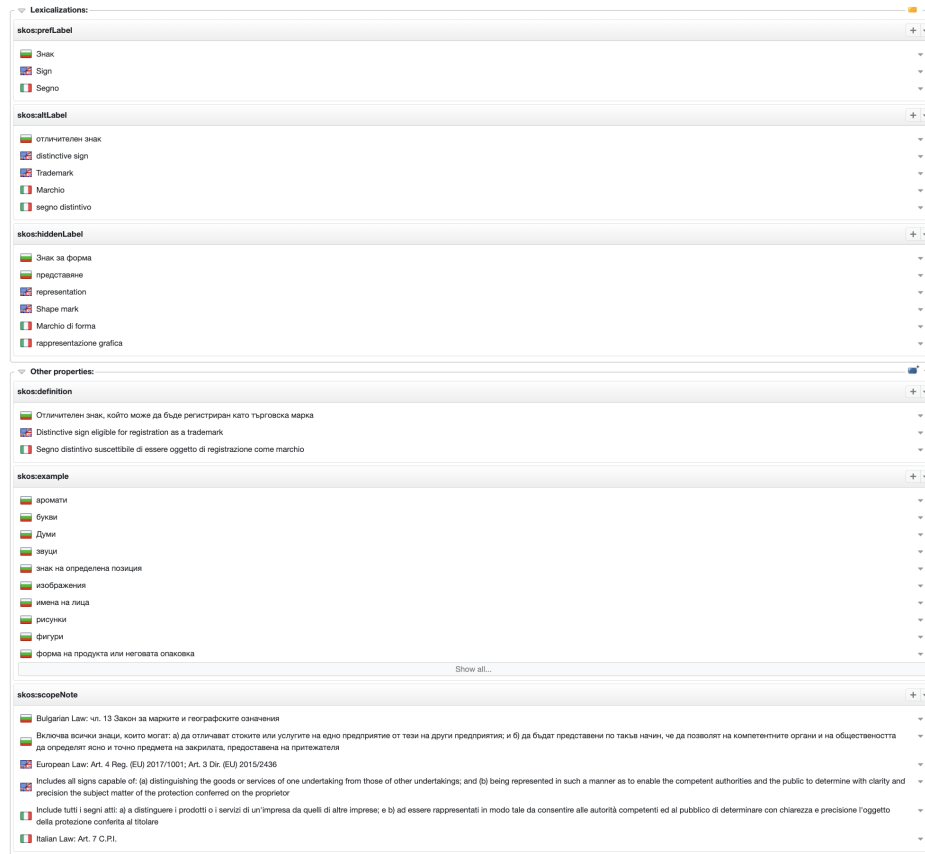 Lexicalizations:
skos:prefLabel
Знак
Sign
Segno
skos:altLabel
отличителен знак
distinctive sign
Trademark
Marchio
segno distintivo
skos:hiddenLabel
Знак за форма
представяне
representation
Shape mark
Marchio di forma
rappresentazione grafica
Other properties:
skos:definition
Отличителен знак, който може да бъде регистриран като търговска марка
Distinctive sign eligible for registration as a trademark
Segno distintivo suscettibile di essere oggetto di registrazione come marchio
skos:example
аромати
букви
Думи
звуци
знак на определена позиция
изображения
имена на лица
рисунки
фигури
форма на продукта или неговата опаковка
Show all...
skos:scopeNote
Bulgarian Law: чл. 13 Закон за марките и географските означения
Включва всички знаци, които могат: а) да отличават стоките или услугите на едно предприятие от тези на други предприятия; и б) да бъдат представени по такъв начин, че да позволят на компетентните органи и на обществеността
да определят ясно и точно предмета на закрилата, предоставена на притежателя
European Law: Art. 4 Reg. (EU) 2017/1001; Art. 3 Dir. (EU) 2015/2436
Includes all signs capable of: (a) distinguishing the goods or services of one undertaking from those of other undertakings; and (b) being represented in such a manner as to enable the competent authorities and the public to determine with clarity and
precision the subject matter of the protection conferred on the proprietor
Include tutti i segni atti: a) a distinguere i prodotti o i servizi di un'impresa da quelli di altre imprese; e b) ad essere rappresentati in modo tale da consentire alle autorità competenti ed al pubblico di determinare con chiarezza e precisione l'oggetto
della protezione conferita al titolare
Italian Law: Art. 7 C.P.I.